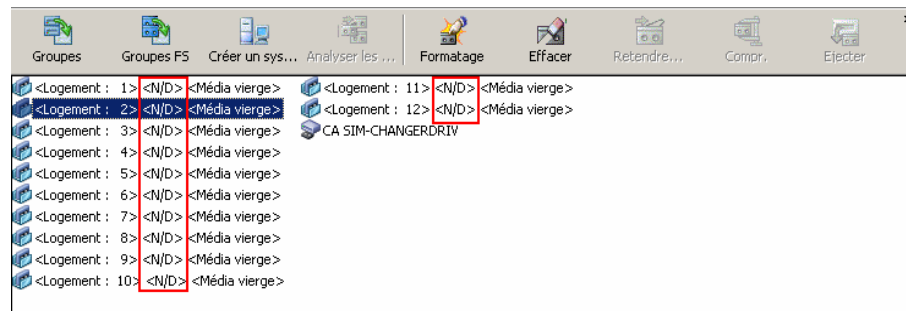 Groupes Groupes FS Créer un sys... Analyser les ... Formatage Effacer Retendre... Compr. Ejecter
<Logement : 1> <N/D> <Média vierge>
<Logement : 2> <N/D> <Média vierge>
<Logement : 3> <N/D> <Média vierge>
<Logement : 4> <N/D> <Média vierge>
<Logement : 5> <N/D> <Média vierge>
<Logement : 6> <N/D> <Média vierge>
<Logement : 7> <N/D> <Média vierge>
<Logement : 8> <N/D> <Média vierge>
<Logement : 9> <N/D> <Média vierge>
<Logement : 10> <N/D> <Média vierge>
<Logement : 11> <N/D> <Média vierge>
<Logement : 12> <N/D> <Média vierge>
CA SIM-CHANGERDRIV